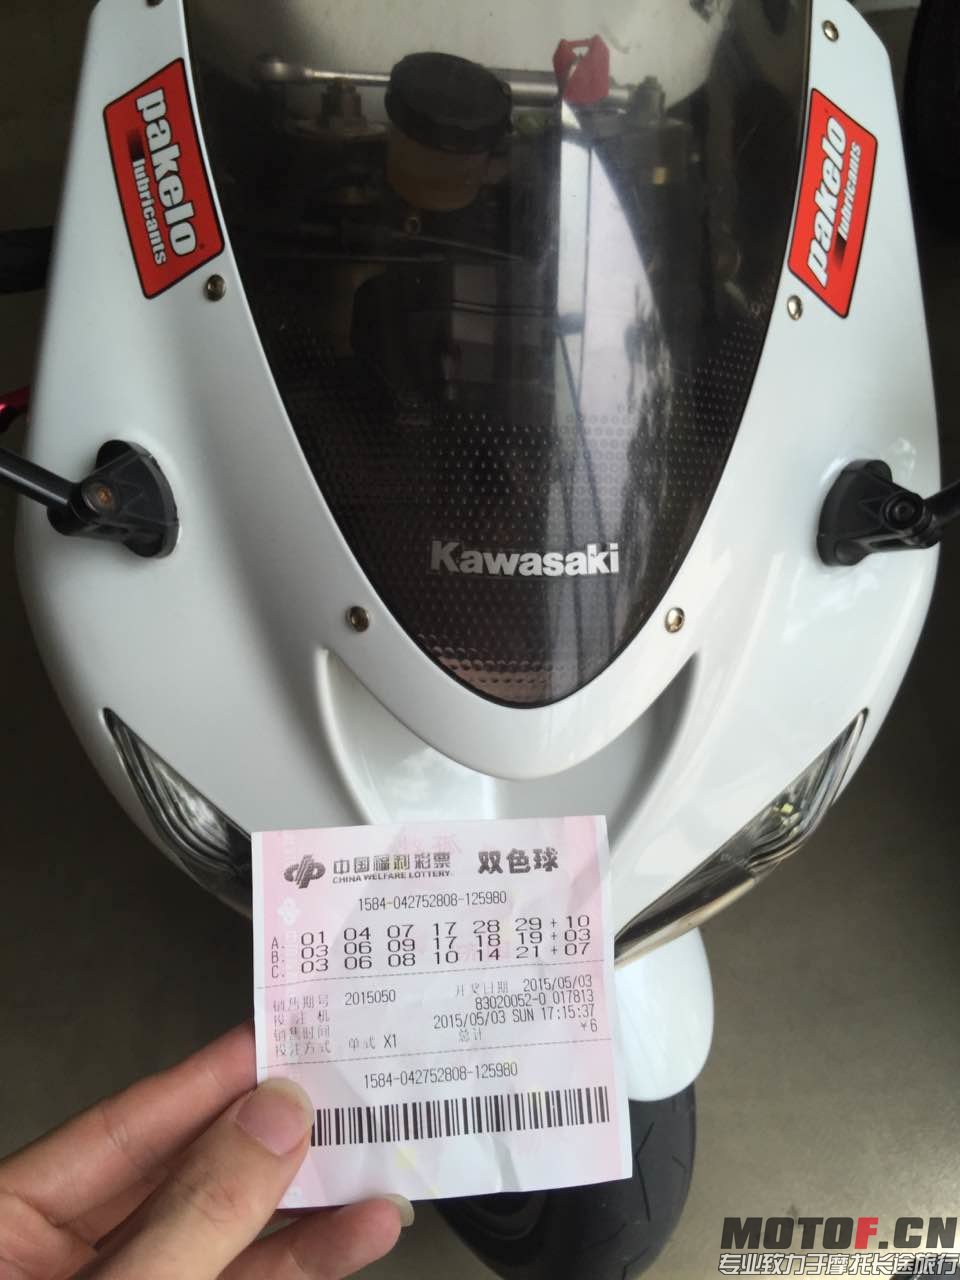 pakelo
lubricants
pakelo
lubricants
Kawasaki
中国福利彩票 双色球
CHINA WELFARE LOTTERY
1584-042752808-125980
A. 01 04 07 17 28 29 + 10
B. 03 06 09 17 18 19 + 03
C. 03 06 08 10 14 21 + 07
销售期号 2015050 开奖日期 2015/05/03
投注机 83020052-0 017813
销售时间 2015/05/03 SUN 17:15:37
投注方式 单式 X1 总计 ¥6
1584-042752808-125980
MOTOF.CN
专业致力于摩托长途旅行